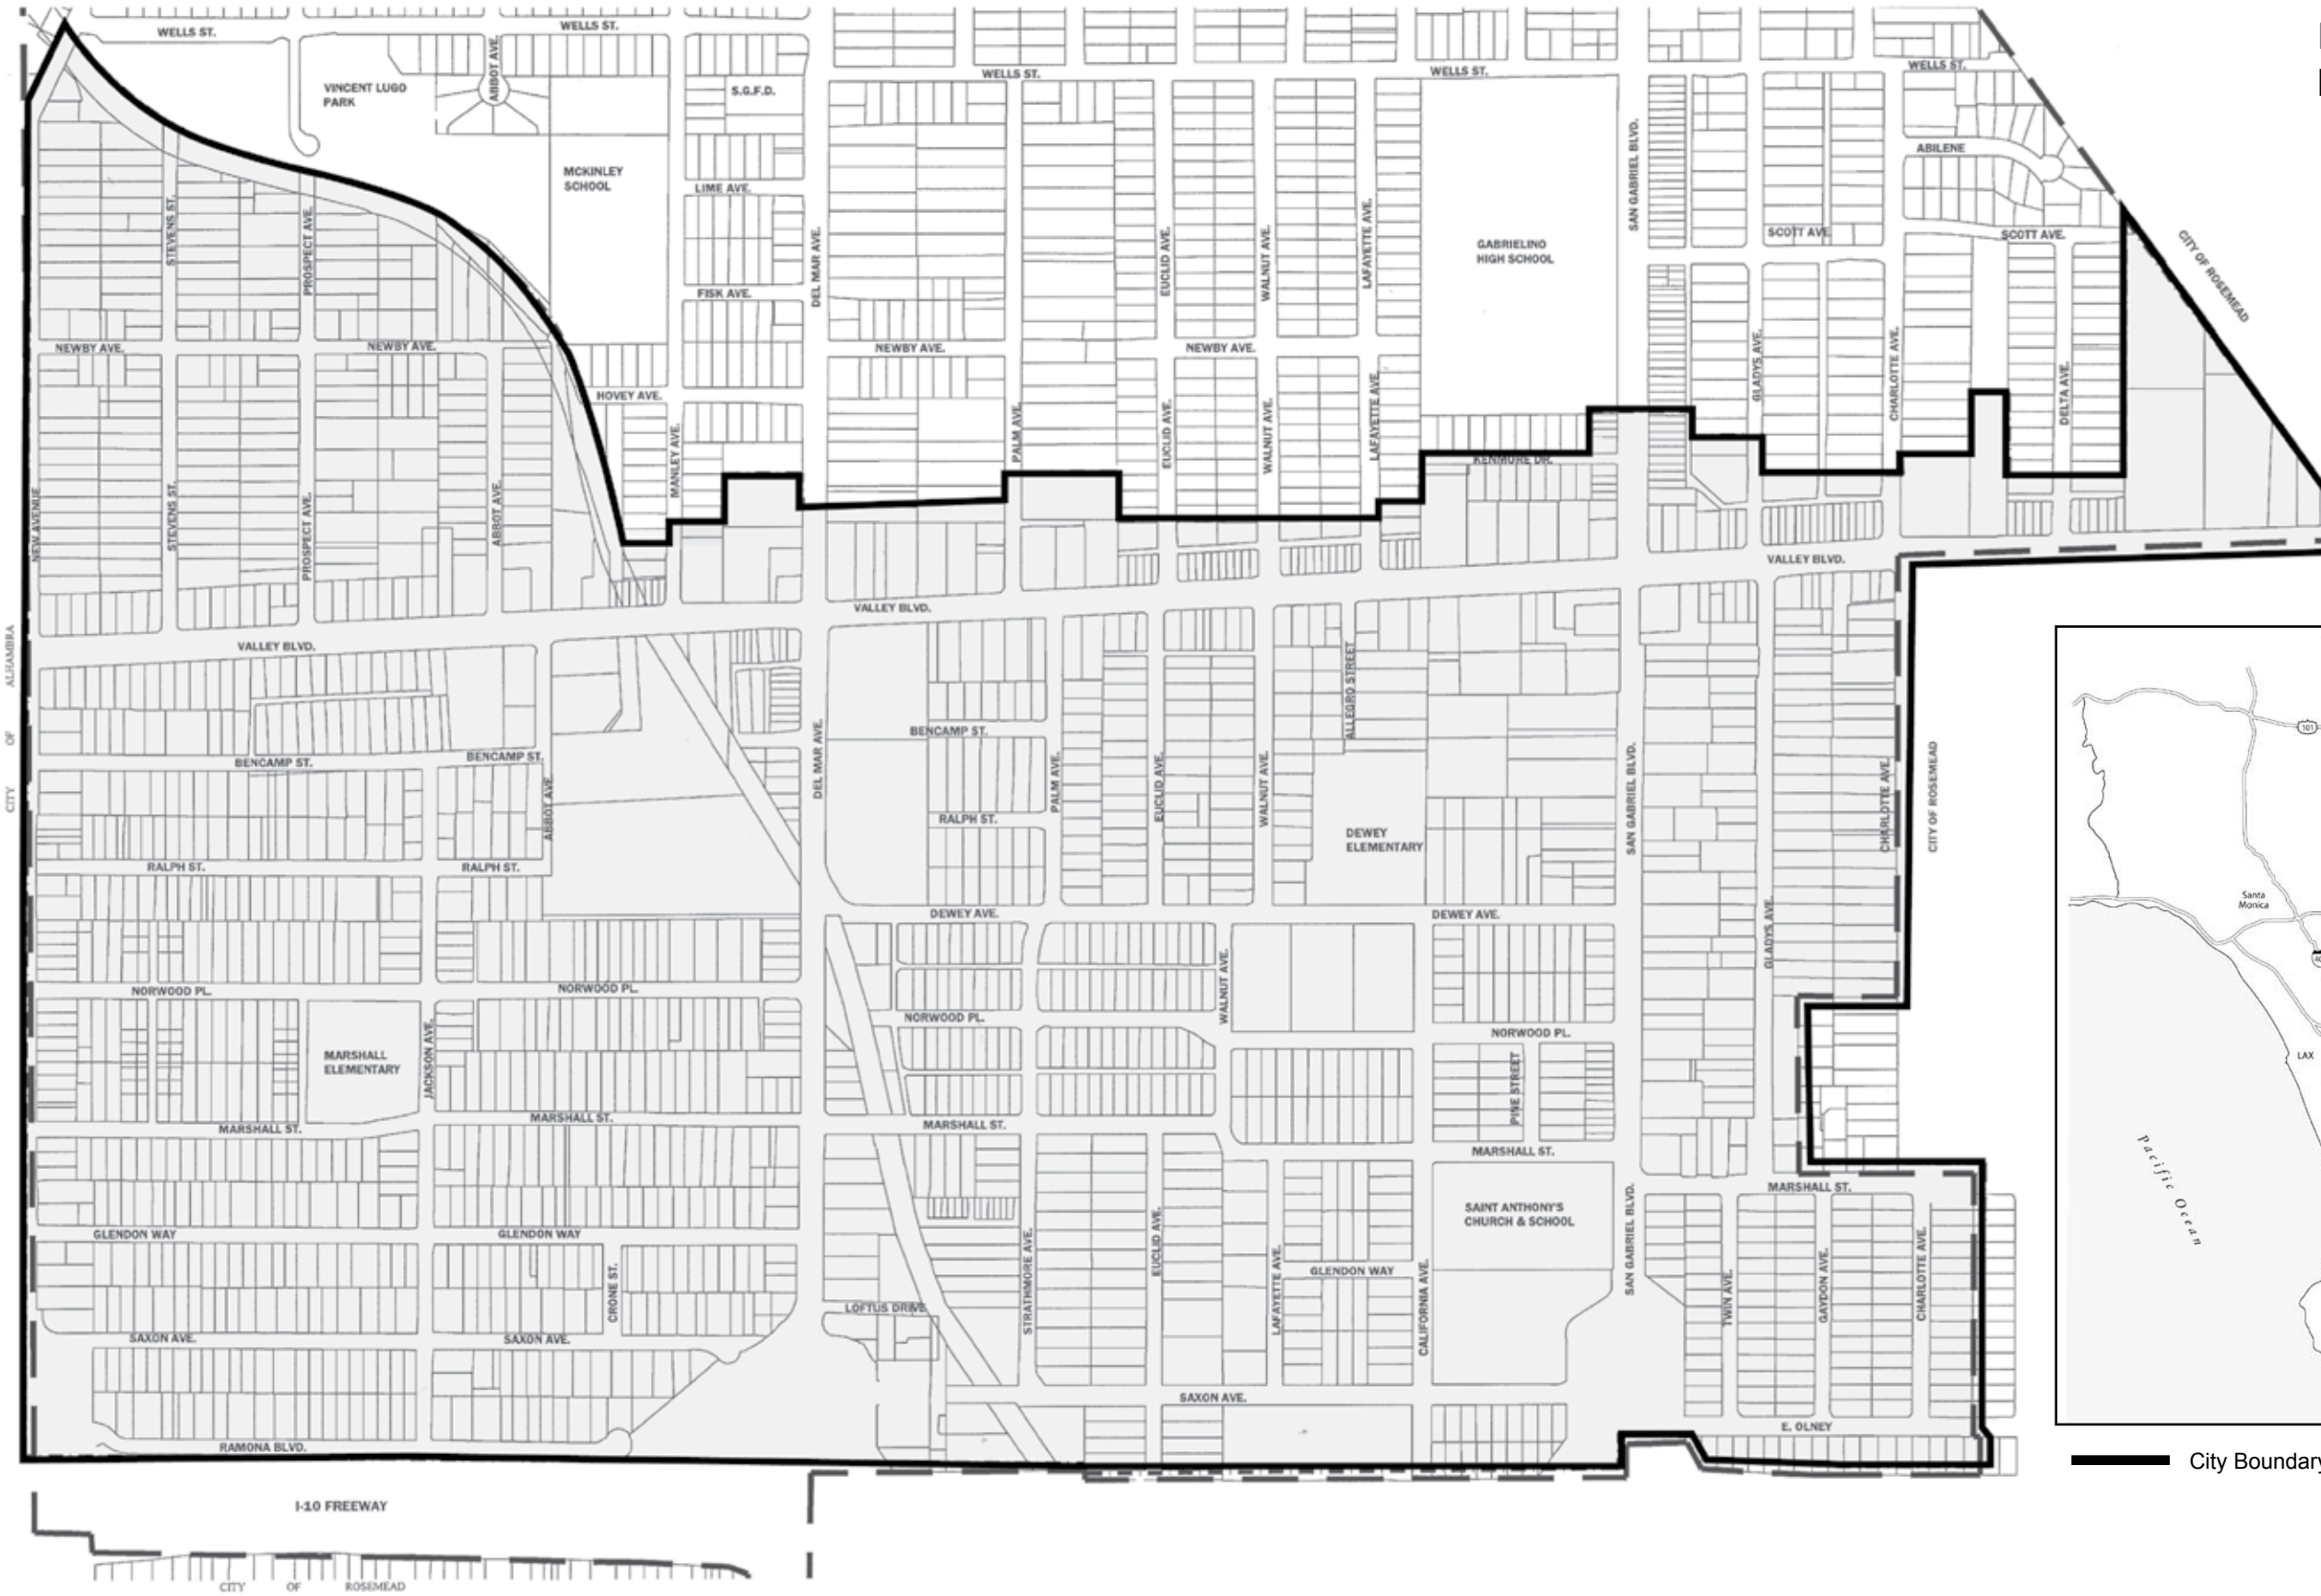 WELLS ST.
WELLS ST.
ABBOT AVE.
VINCENT LUGO
PARK
S.G.F.D.
WELLS ST.
WELLS ST.
WELLS ST.
MCKINLEY
SCHOOL
LIME AVE.
ABILENE
SAN GABRIEL BLVD.
STEVENS ST.
PROSPECT AVE.
DEL MAR AVE.
EUCLID AVE.
WALNUT AVE.
LAFAYETTE AVE.
GABRIELINO
HIGH SCHOOL
SCOTT AVE.
SCOTT AVE.
CITY OF ROSEMEAD
FISK AVE.
NEWBY AVE.
NEWBY AVE.
NEWBY AVE.
NEWBY AVE.
GLADYS AVE.
CHARLOTTE AVE.
DELTA AVE.
HOVEY AVE.
MANLEY AVE.
PALM AVE.
EUCLID AVE.
WALNUT AVE.
LAFAYETTE AVE.
KENMORE DR.
NEW AVENUE
STEVENS ST.
PROSPECT AVE.
ABBOT AVE.
VALLEY BLVD.
VALLEY BLVD.
VALLEY BLVD.
CITY OF ALHAMBRA
BENCAMP ST.
BENCAMP ST.
BENCAMP ST.
ABBOT AVE.
DEL MAR AVE.
PALM AVE.
EUCLID AVE.
WALNUT AVE.
ALLEGRO STREET
SAN GABRIEL BLVD.
CHARLOTTE AVE.
CITY OF ROSEMEAD
RALPH ST.
RALPH ST.
RALPH ST.
DEWEY
ELEMENTARY
DEWEY AVE.
DEWEY AVE.
GLADYS AVE.
NORWOOD PL.
NORWOOD PL.
NORWOOD PL.
NORWOOD PL.
WALNUT AVE.
MARSHALL
ELEMENTARY
JACKSON AVE.
PINE STREET
MARSHALL ST.
MARSHALL ST.
MARSHALL ST.
MARSHALL ST.
MARSHALL ST.
GLENDON WAY
GLENDON WAY
GLENDON WAY
SAINT ANTHONY'S
CHURCH & SCHOOL
SAN GABRIEL BLVD.
CRONE ST.
LOFTUS DRIVE
STRATHMORE AVE.
EUCLID AVE.
LAFAYETTE AVE.
CALIFORNIA AVE.
TWIN AVE.
GAYDON AVE.
CHARLOTTE AVE.
SAXON AVE.
SAXON AVE.
SAXON AVE.
E. OLNEY
RAMONA BLVD.
I-10 FREEWAY
CITY OF ROSEMEAD
101
Santa
Monica
LAX
Pacific Ocean
City Boundary